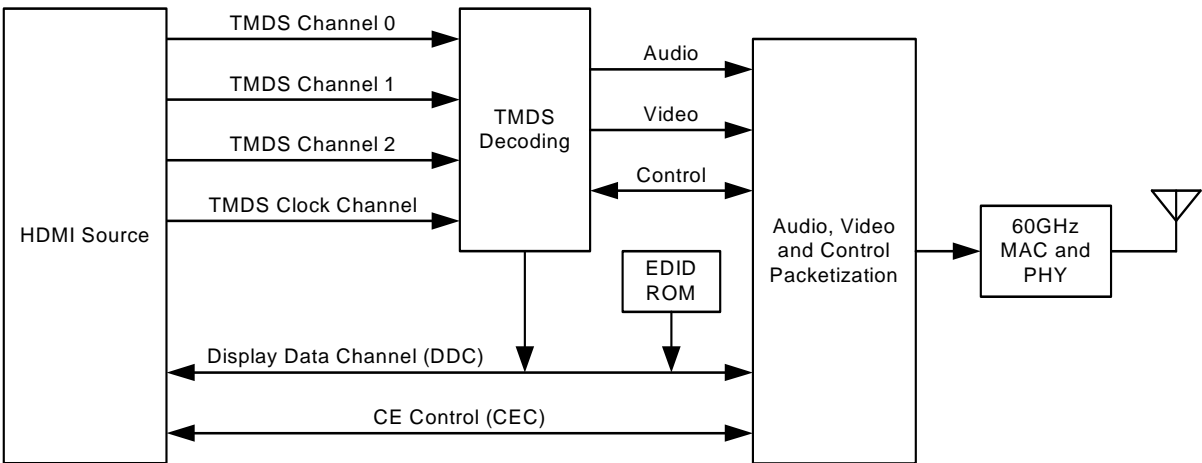 TMDS Channel 0
TMDS Channel 1
TMDS Channel 2
TMDS Clock Channel
HDMI Source
TMDS
Decoding
Audio
Video
Control
EDID
ROM
Display Data Channel (DDC)
CE Control (CEC)
Audio, Video
and Control
Packetization
60GHz
MAC and
PHY